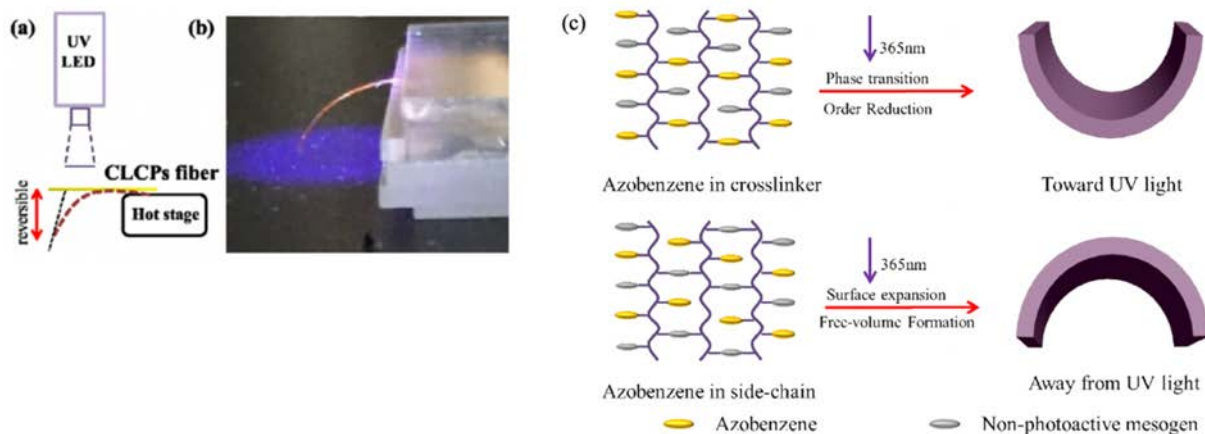 (a)
UV
LED
CLCPs fiber
reversible
Hot stage
(b)
(c)
365nm
Phase transition
Order Reduction
Azobenzene in crosslinker
Toward UV light
365nm
Surface expansion
Free-volume Formation
Azobenzene in side-chain
Away from UV light
Azobenzene
Non-photoactive mesogen